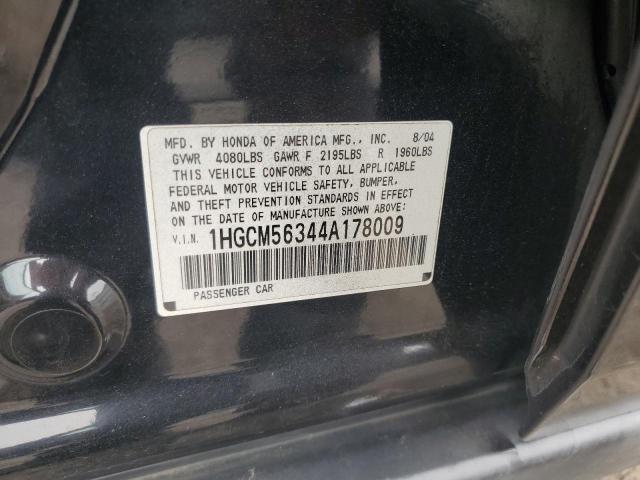 MFD. BY HONDA OF AMERICA MFG., INC. 8/04
GVWR 4080LBS GAWR F 2195LBS R 1960LBS
THIS VEHICLE CONFORMS TO ALL APPLICABLE
FEDERAL MOTOR VEHICLE SAFETY, BUMPER,
AND THEFT PREVENTION STANDARDS IN EFFECT
ON THE DATE OF MANUFACTURE SHOWN ABOVE.
V.I.N. 1HGCM56344A178009
PASSENGER CAR